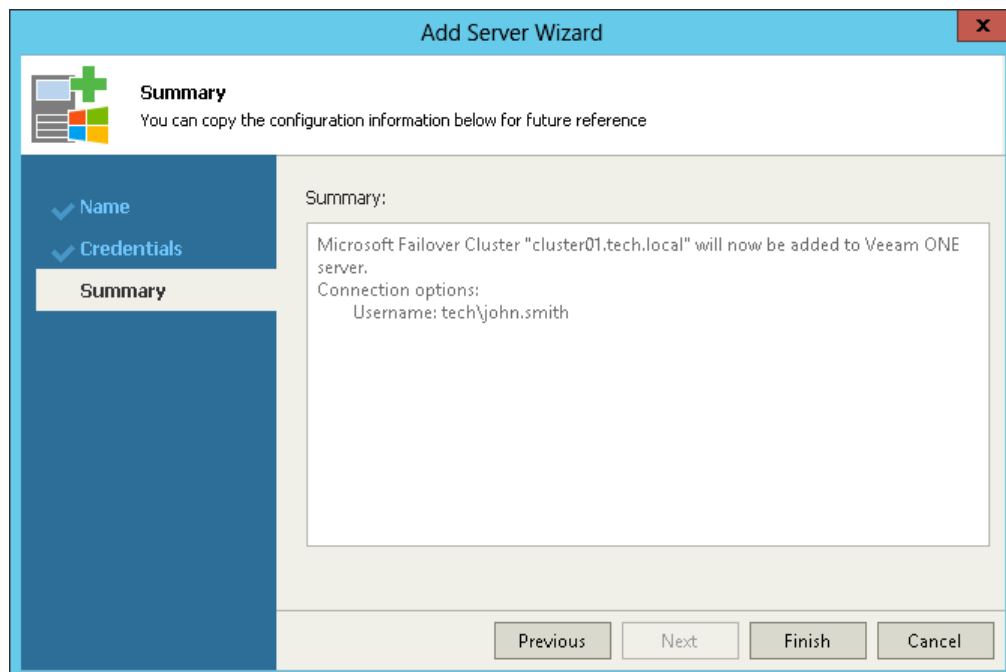 Add Server Wizard
x
Summary
You can copy the configuration information below for future reference
Name
Credentials
Summary
Summary:
Microsoft Failover Cluster "cluster01.tech.local" will now be added to Veeam ONE
server.
Connection options:
Username: tech\john.smith
Previous
Next
Finish
Cancel